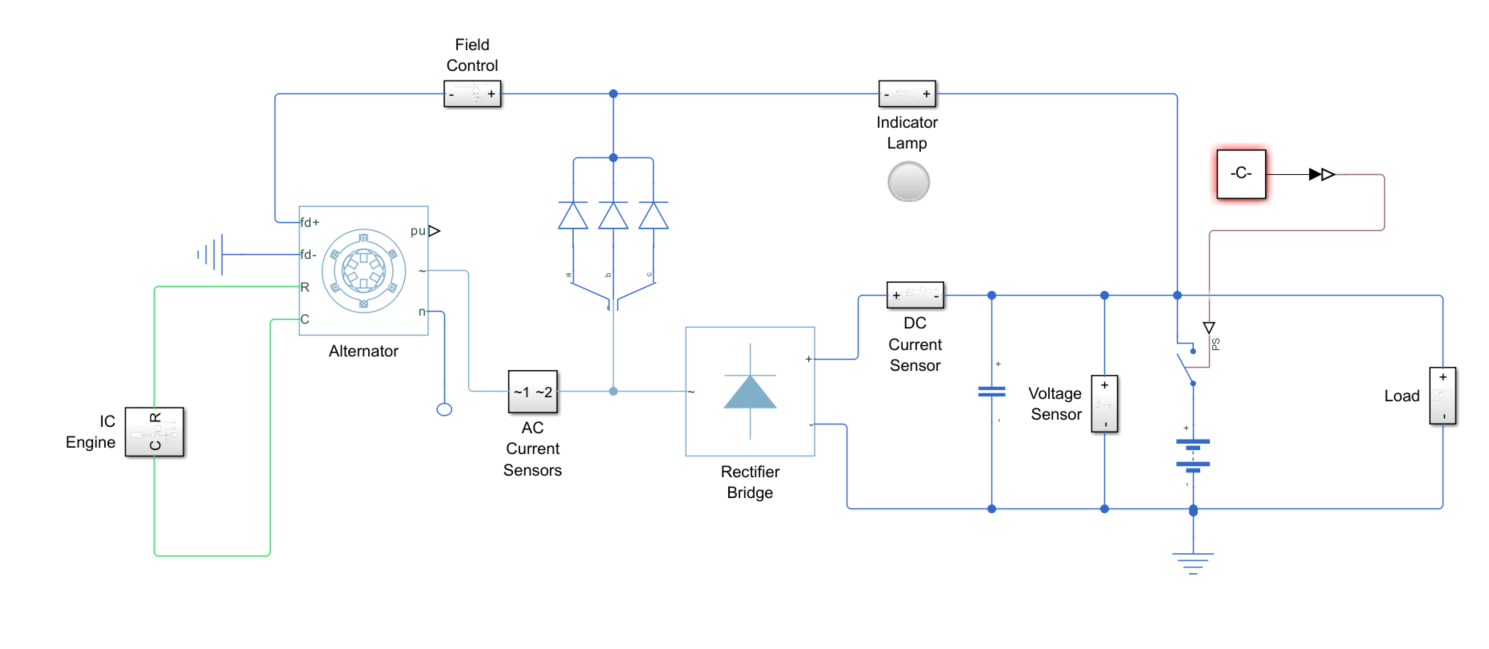 Field
Control
- +
- +
Indicator
Lamp
-C-
fd+
pu
fd-
~
R
C
n
Alternator
a
b
c
+ -
DC
Current
Sensor
PS
+
~
-
Rectifier
Bridge
~1 ~2
AC
Current
Sensors
IC
Engine
R
C
+
-
Voltage
Sensor
+
-
+
-
Load
+
-